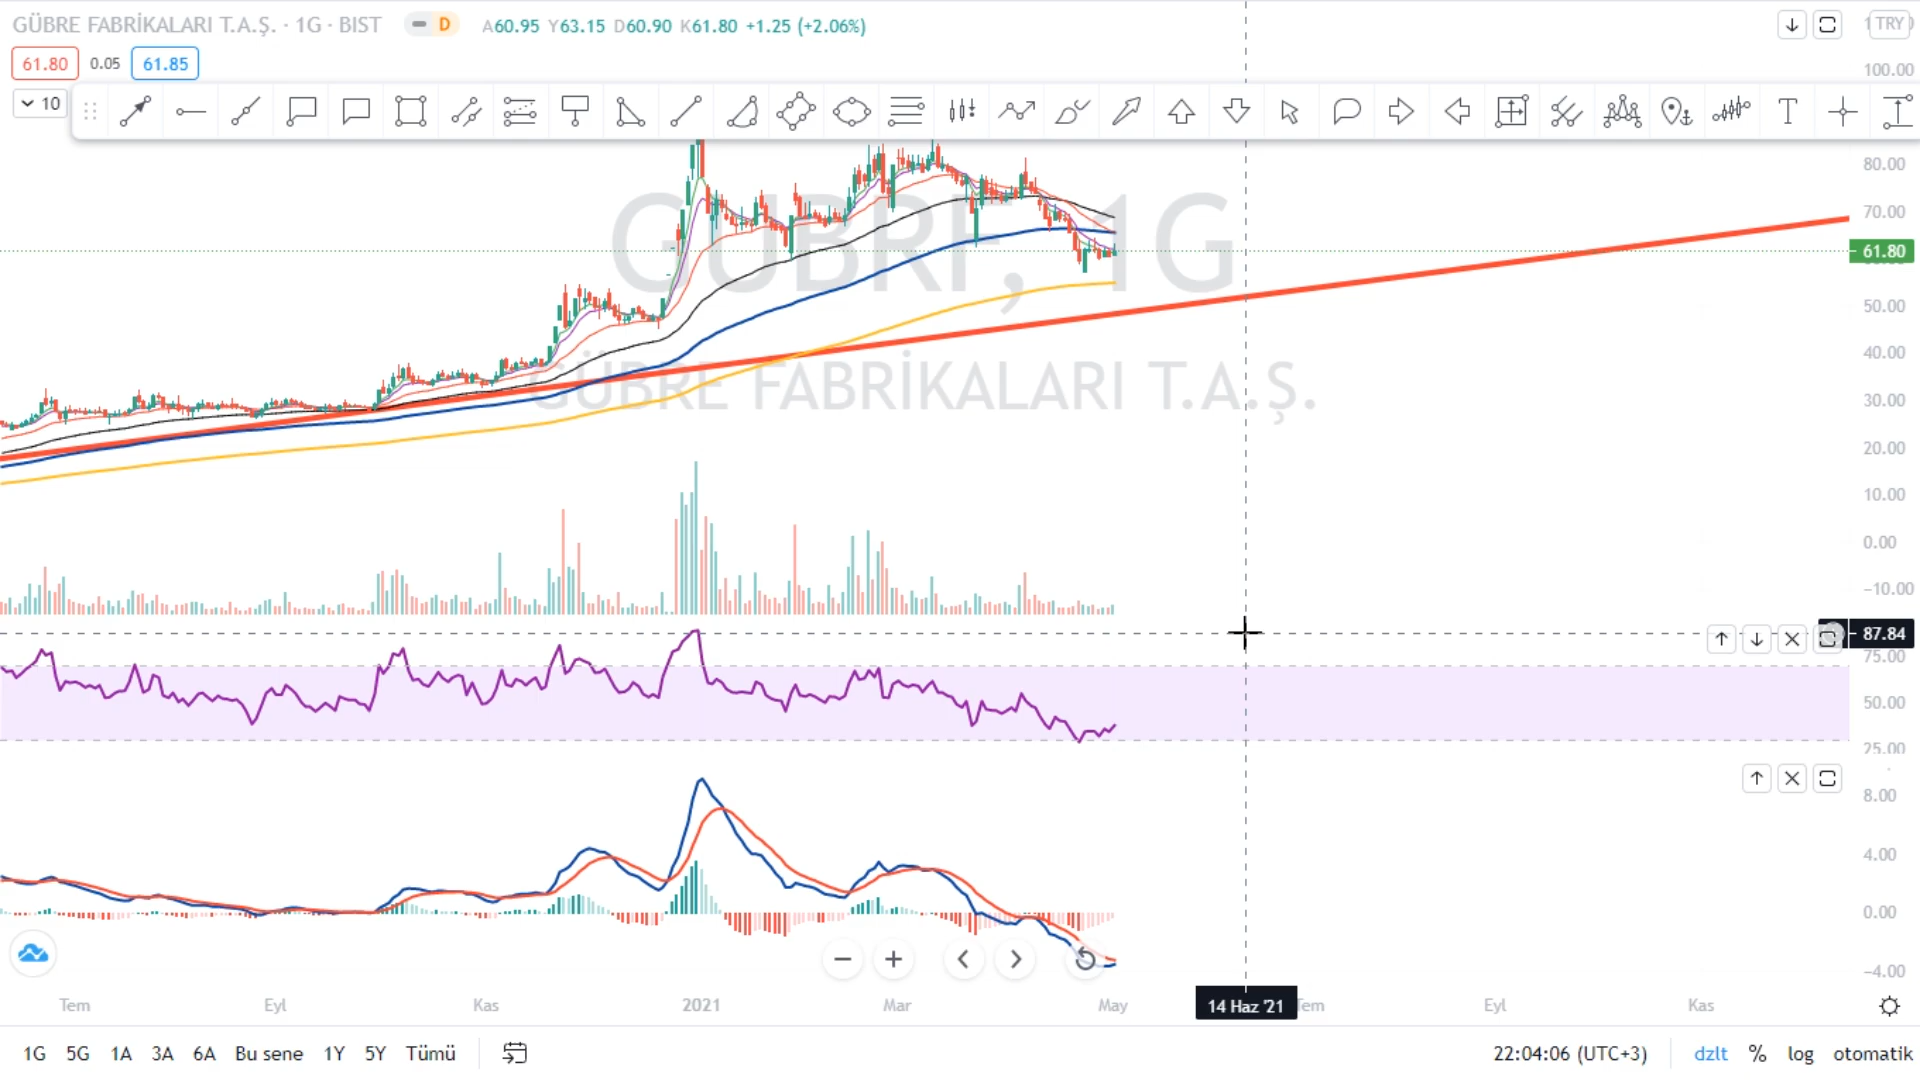 GÜBRE FABRİKALARI T.A.Ş. · 1G · BIST D A60.95 Y63.15 D60.90 K61.80 +1.25 (+2.06%)
TRY
61.80 0.05 61.85
100.00
10
T
80.00
70.00
61.80
50.00
40.00
30.00
20.00
10.00
0.00
−10.00
GUBRF, 1G
GÜBRE FABRİKALARI T.A.Ş.
87.84
75.00
50.00
25.00
8.00
4.00
0.00
−4.00
Tem Eyl Kas 2021 Mar May 14 Haz '21 Tem Eyl Kas
1G 5G 1A 3A 6A Bu sene 1Y 5Y Tümü 22:04:06 (UTC+3) dzlt % log otomatik